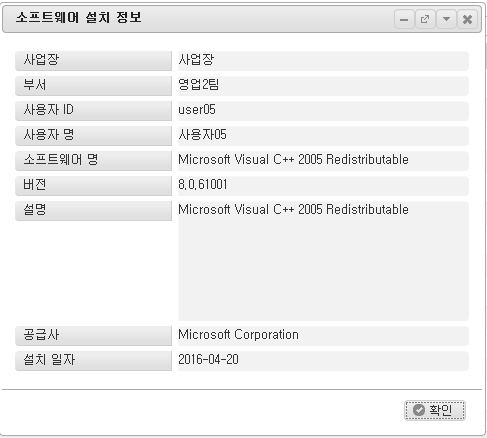 소프트웨어 설치 정보
사업장 사업장
부서 영업2팀
사용자 ID user05
사용자 명 사용자05
소프트웨어 명 Microsoft Visual C++ 2005 Redistributable
버전 8.0.61001
설명 Microsoft Visual C++ 2005 Redistributable
공급사 Microsoft Corporation
설치 일자 2016-04-20
확인